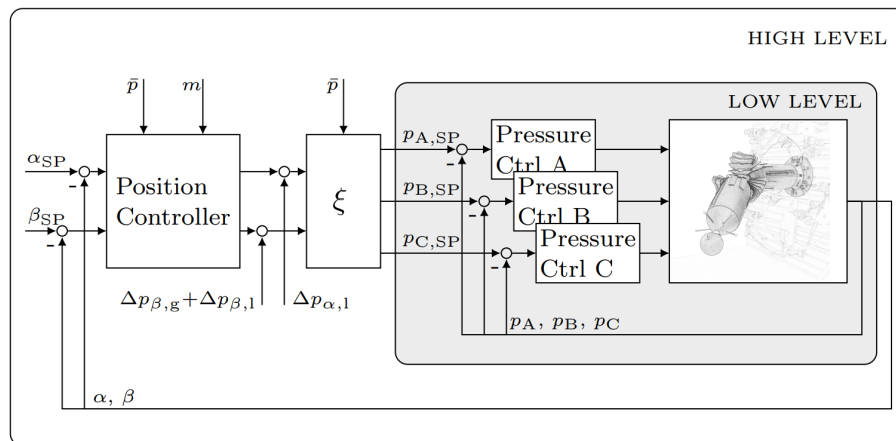 HIGH LEVEL
p̄
m
p̄
LOW LEVEL
α_SP
-
β_SP
-
Position
Controller
ξ
p_A,SP
-
p_B,SP
-
p_C,SP
-
Pressure
Ctrl A
Pressure
Ctrl B
Pressure
Ctrl C
Δp_β,g+Δp_β,l
Δp_α,l
p_A, p_B, p_C
α, β